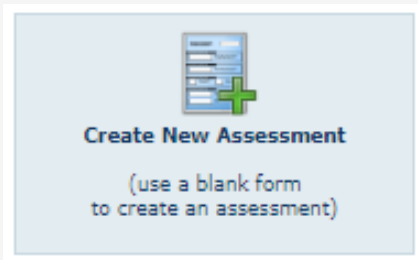 Create New Assessment
(use a blank form
to create an assessment)